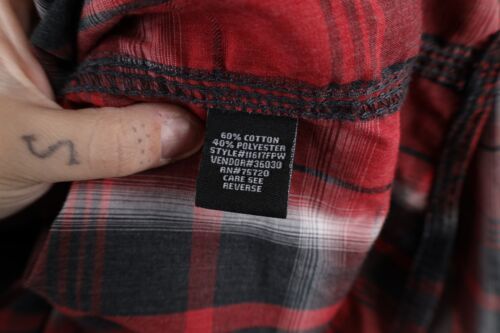 60% COTTON
40% POLYESTER
STYLE#11617FPW
VENDOR#36030
RN#75720
CARE SEE
REVERSE